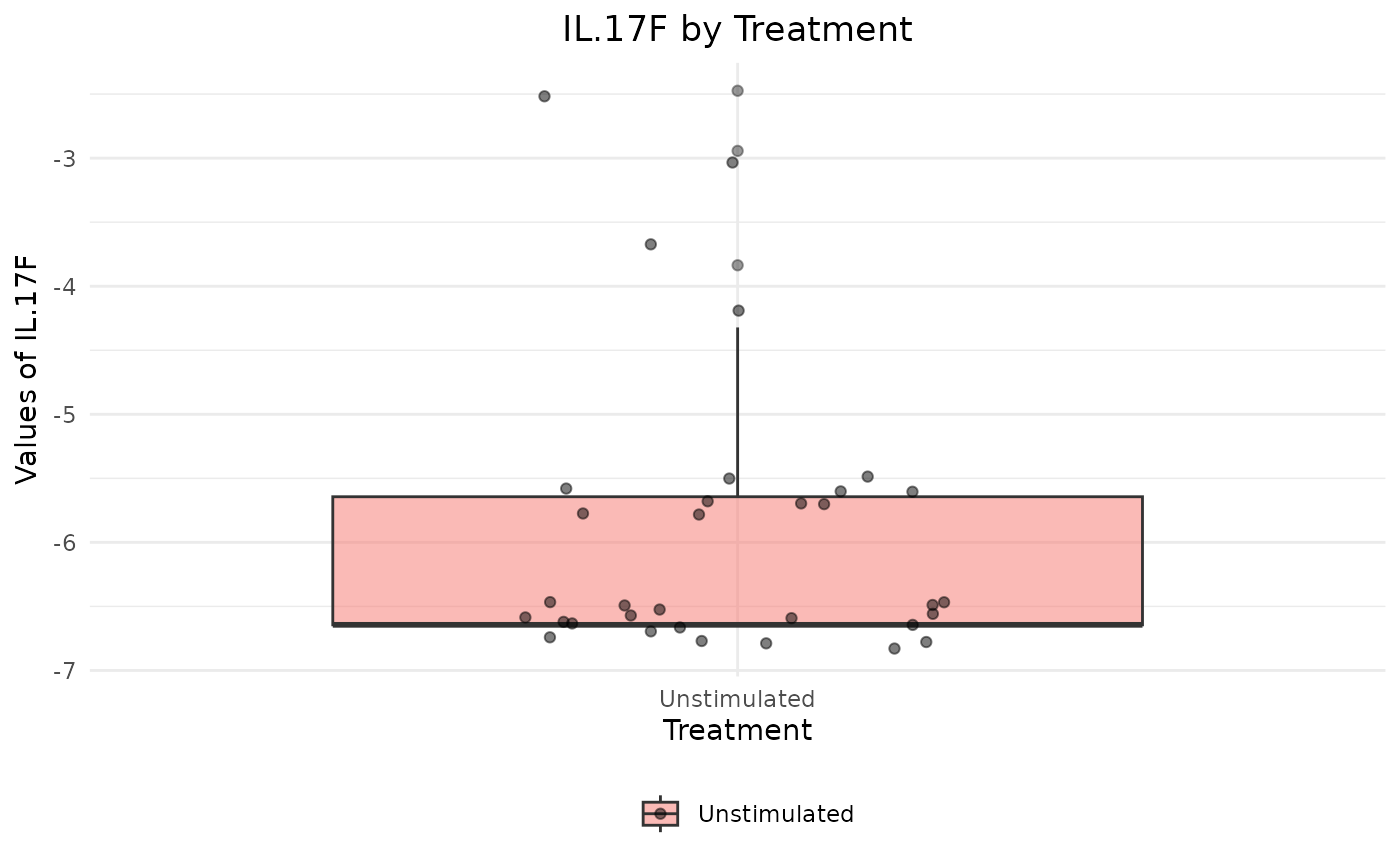 IL.17F by Treatment
Values of IL.17F
-3
-4
-5
-6
-7
Unstimulated
Treatment
Unstimulated